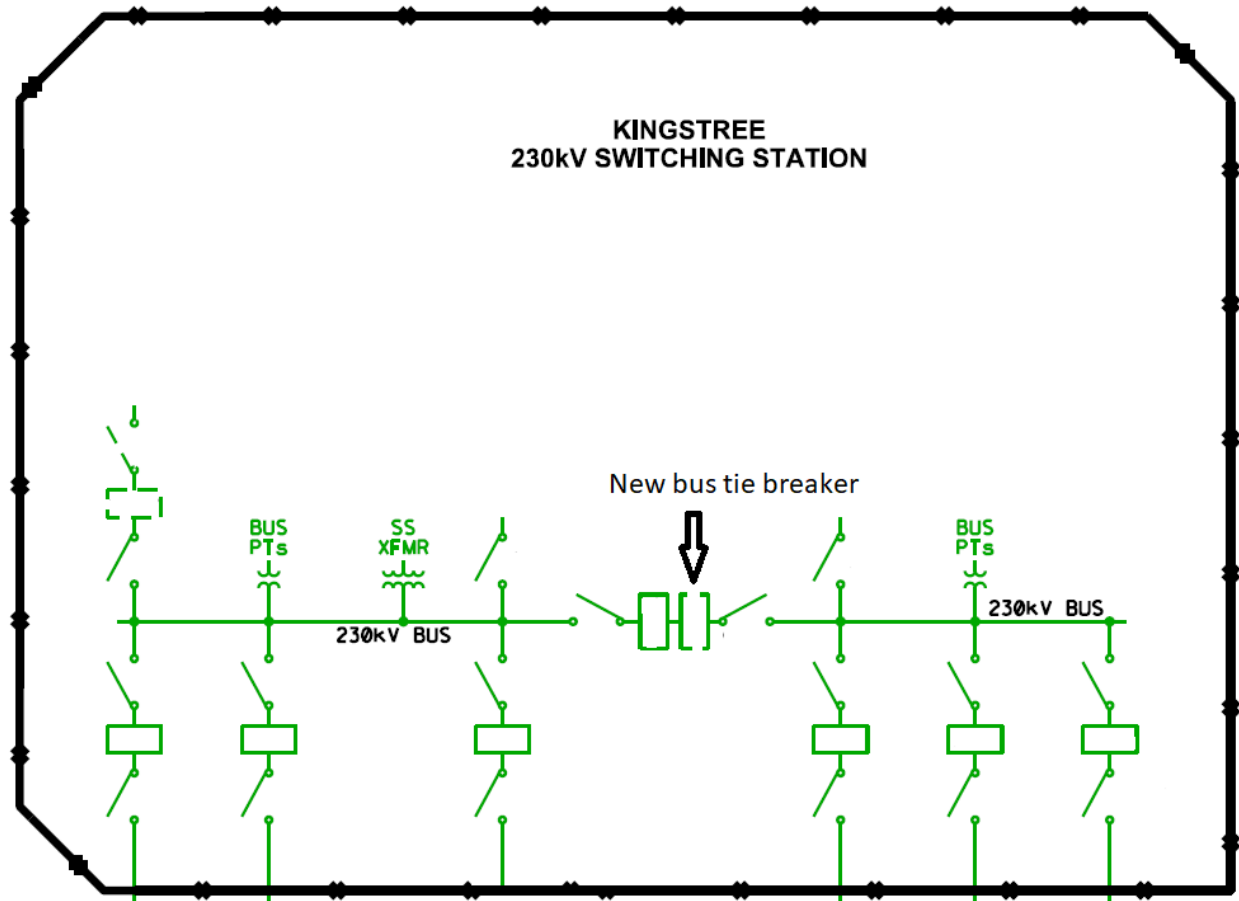 KINGSTREE
230kV SWITCHING STATION
New bus tie breaker
BUS
PTs
SS
XFMR
BUS
PTs
230kV BUS
230kV BUS